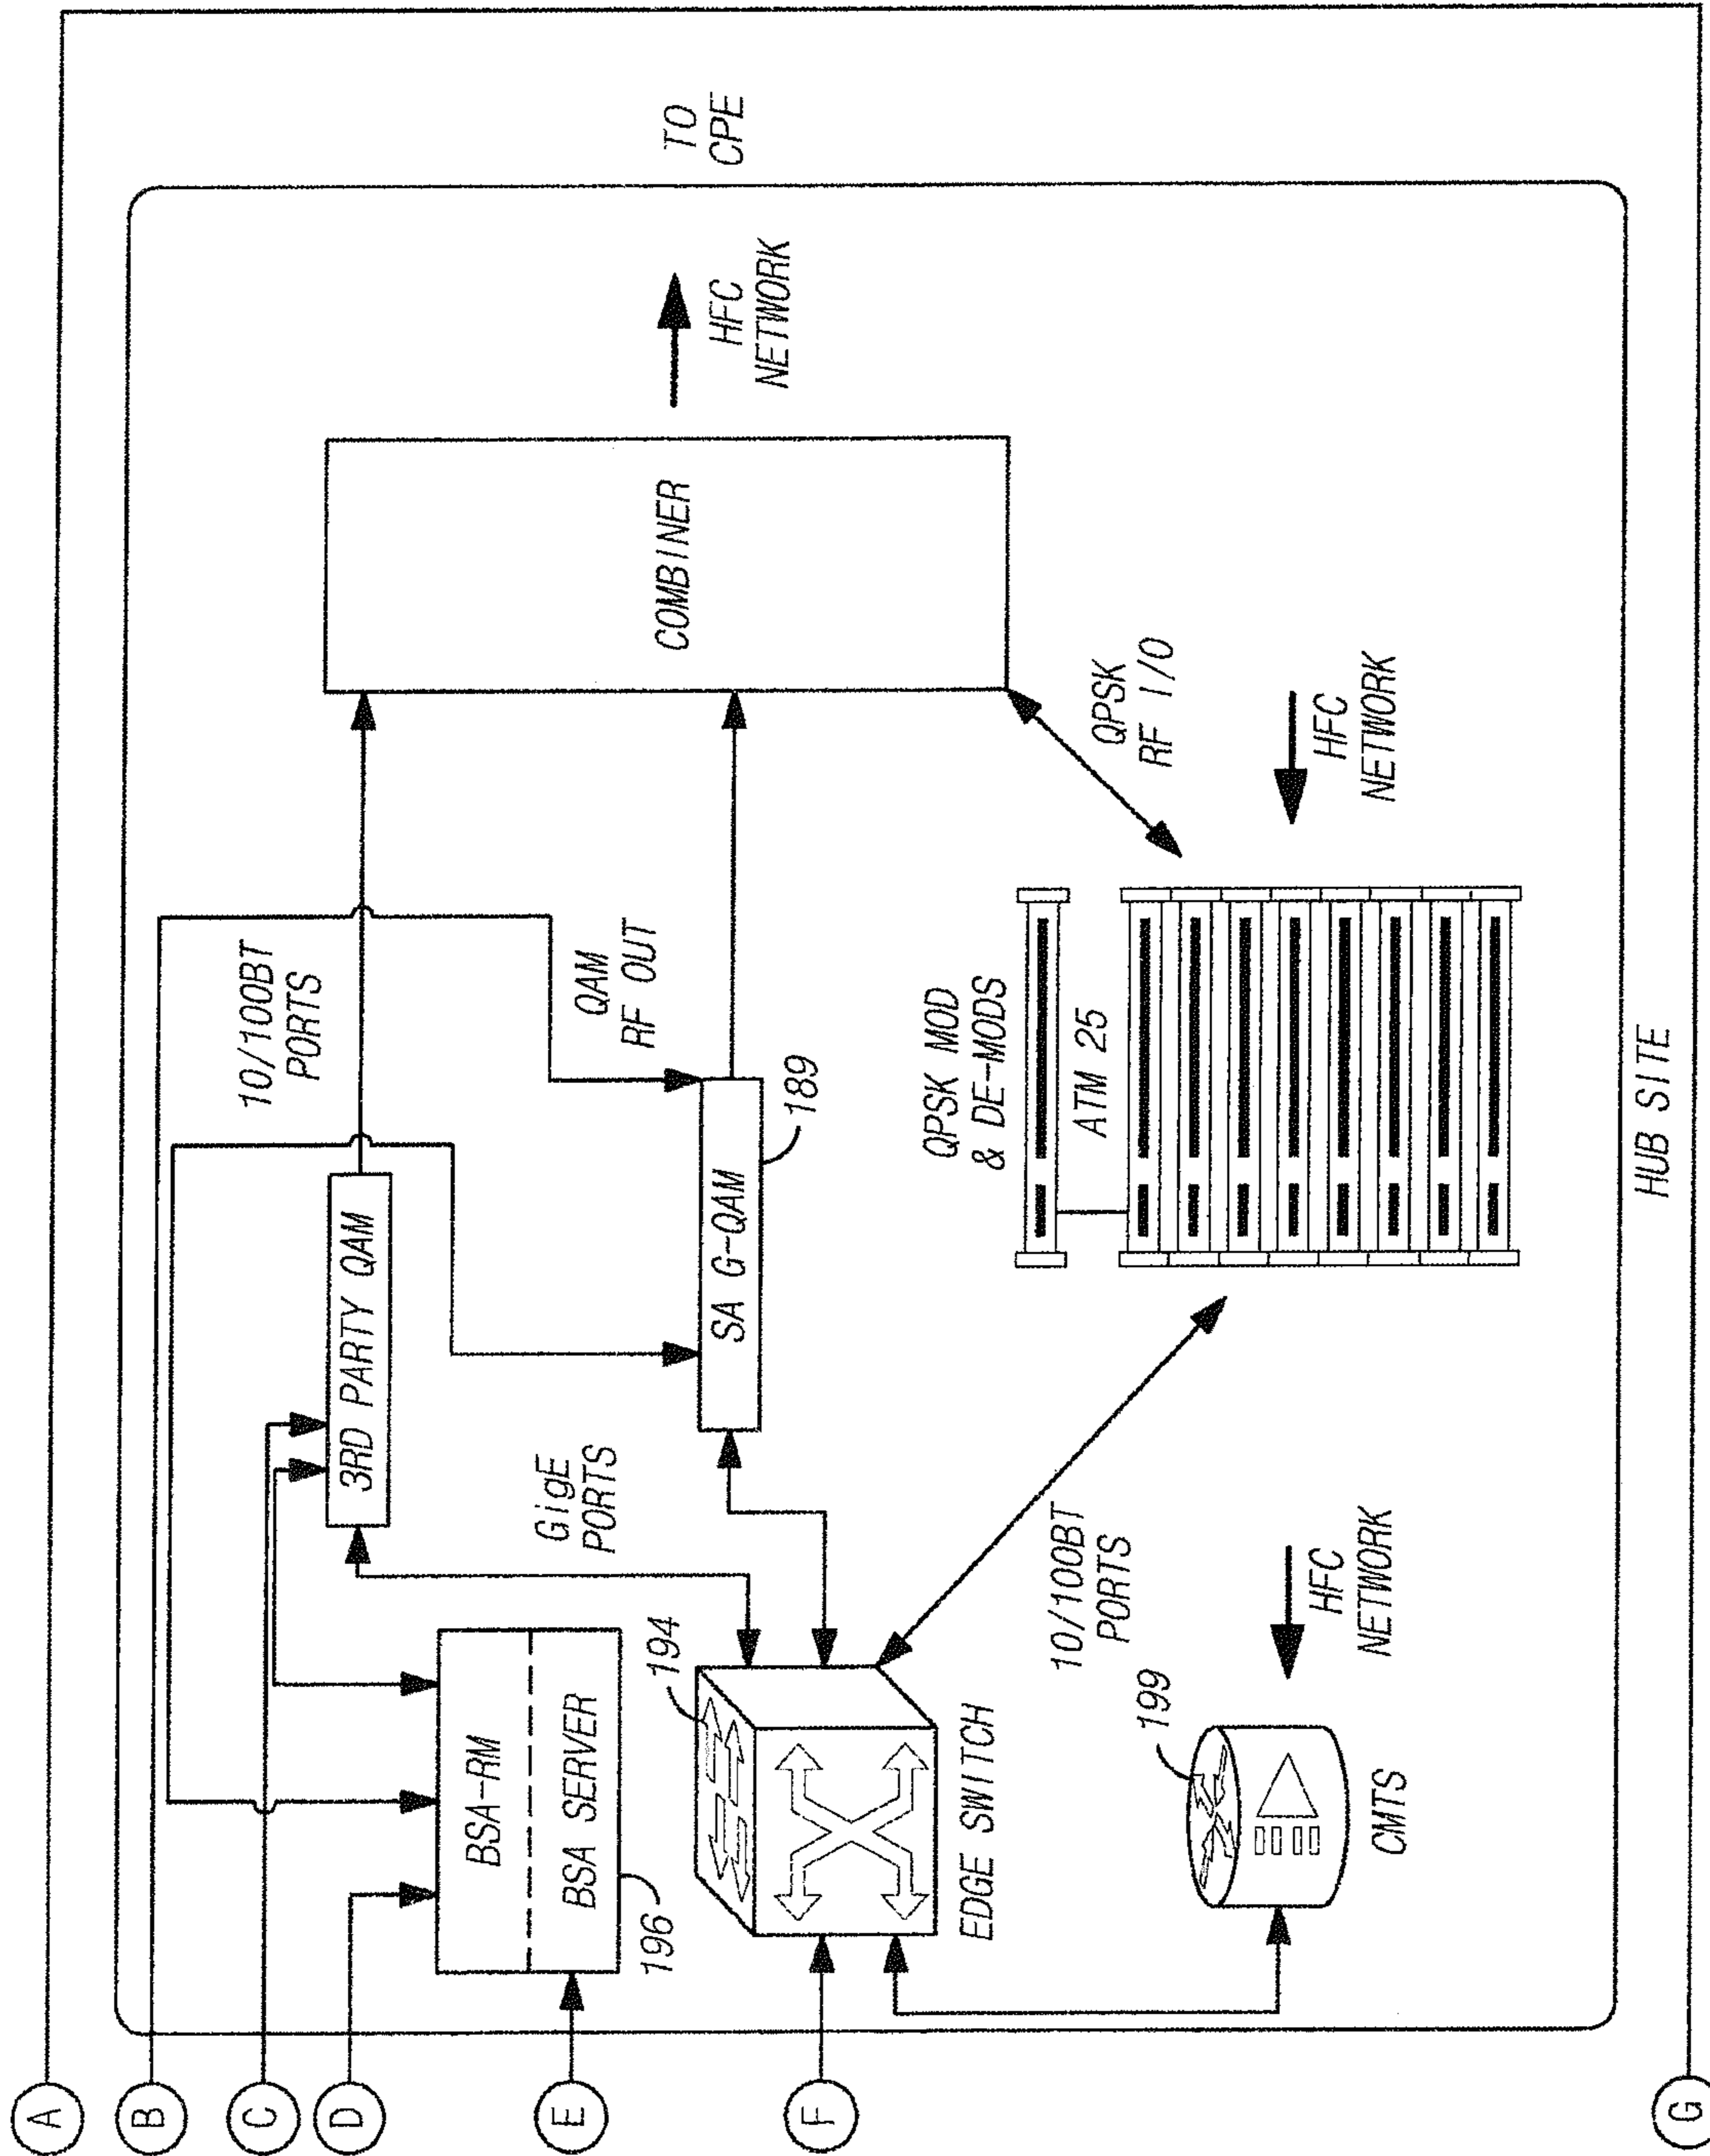 A
B
C
D
E
F
G
10/100BT
PORTS
3RD PARTY QAM
BSA-RM
BSA SERVER
196
GigE
PORTS
QAM
RF OUT
SA G-QAM
189
194
EDGE SWITCH
COMBINER
HFC
NETWORK
TO
CPE
QPSK
RF I/O
QPSK MOD
& DE-MODS
ATM 25
HFC
NETWORK
10/100BT
PORTS
199
CMTS
HFC
NETWORK
HUB SITE